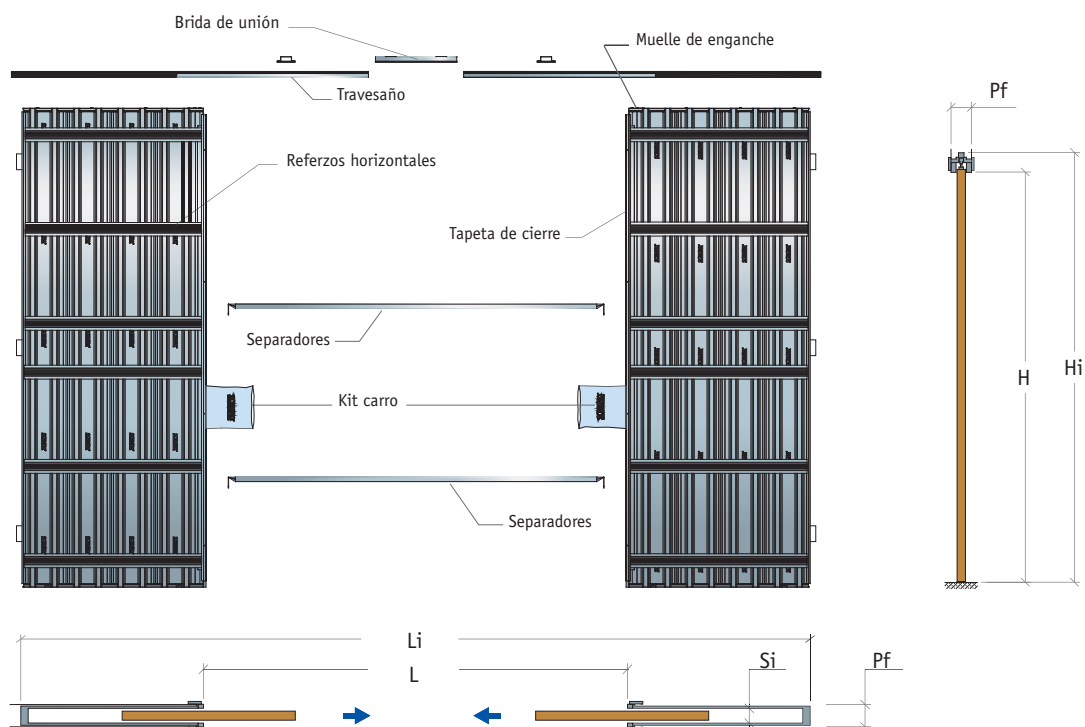 Brida de unión
Muelle de enganche
Travesaño
Pf
Referzos horizontales
Tapeta de cierre
Separadores
H
Hi
Kit carro
Separadores
Li
L
Si
Pf